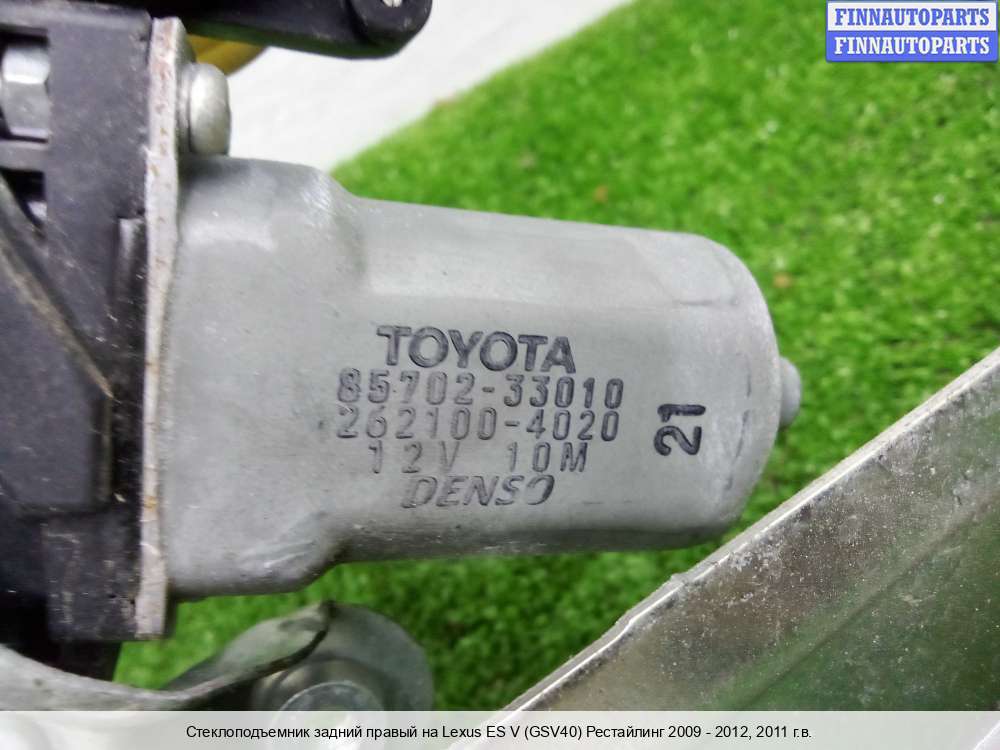 FINNAUTOPARTS
FINNAUTOPARTS
TOYOTA
85702-33010
262100-4020
12V 10M
DENSO
21
Стеклоподъемник задний правый на Lexus ES V (GSV40) Рестайлинг 2009 - 2012, 2011 г.в.